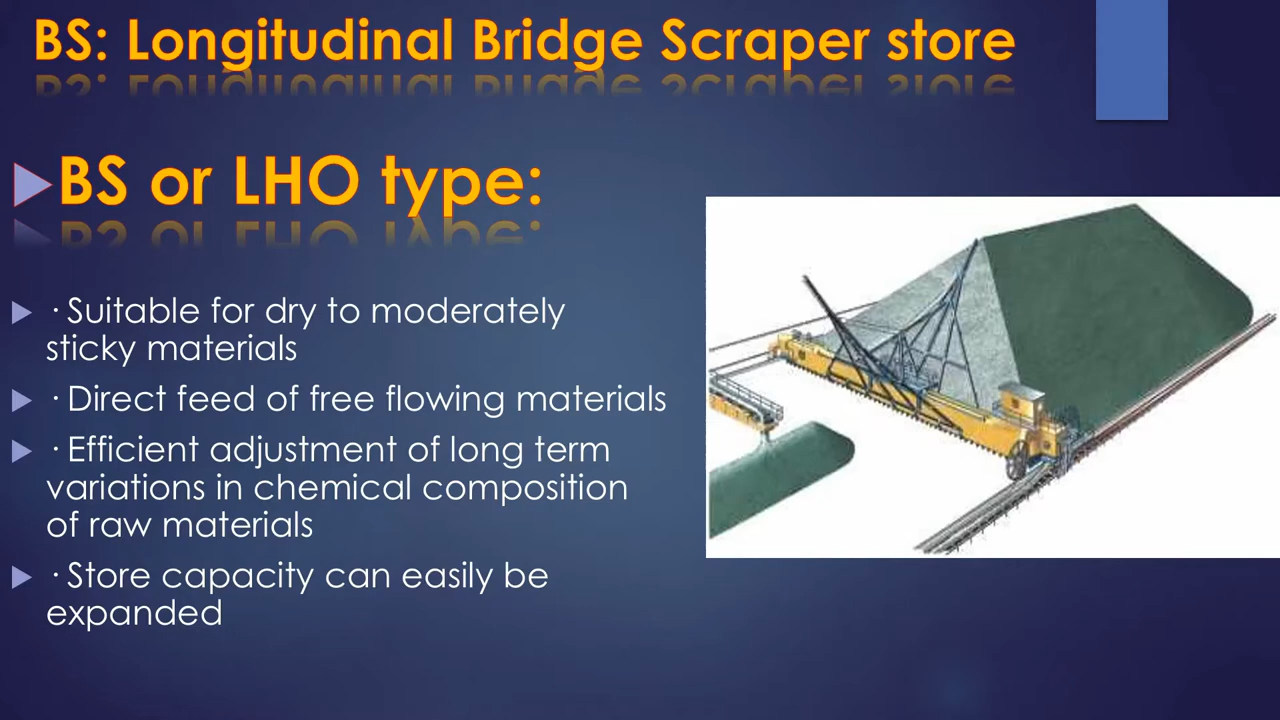 BS: Longitudinal Bridge Scraper store
BS or LHO type:
· Suitable for dry to moderately
sticky materials
· Direct feed of free flowing materials
· Efficient adjustment of long term
variations in chemical composition
of raw materials
· Store capacity can easily be
expanded